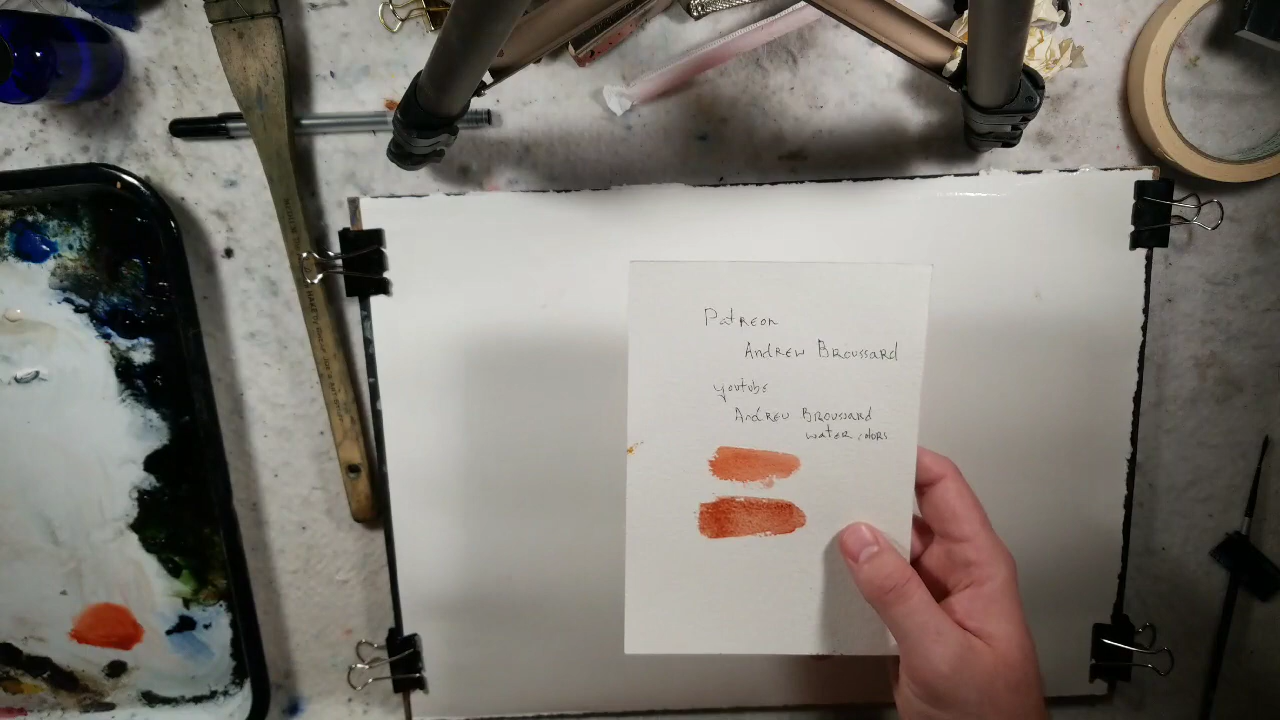 Patreon
Andrew Broussard
youtube
Andrew Broussard
watercolors